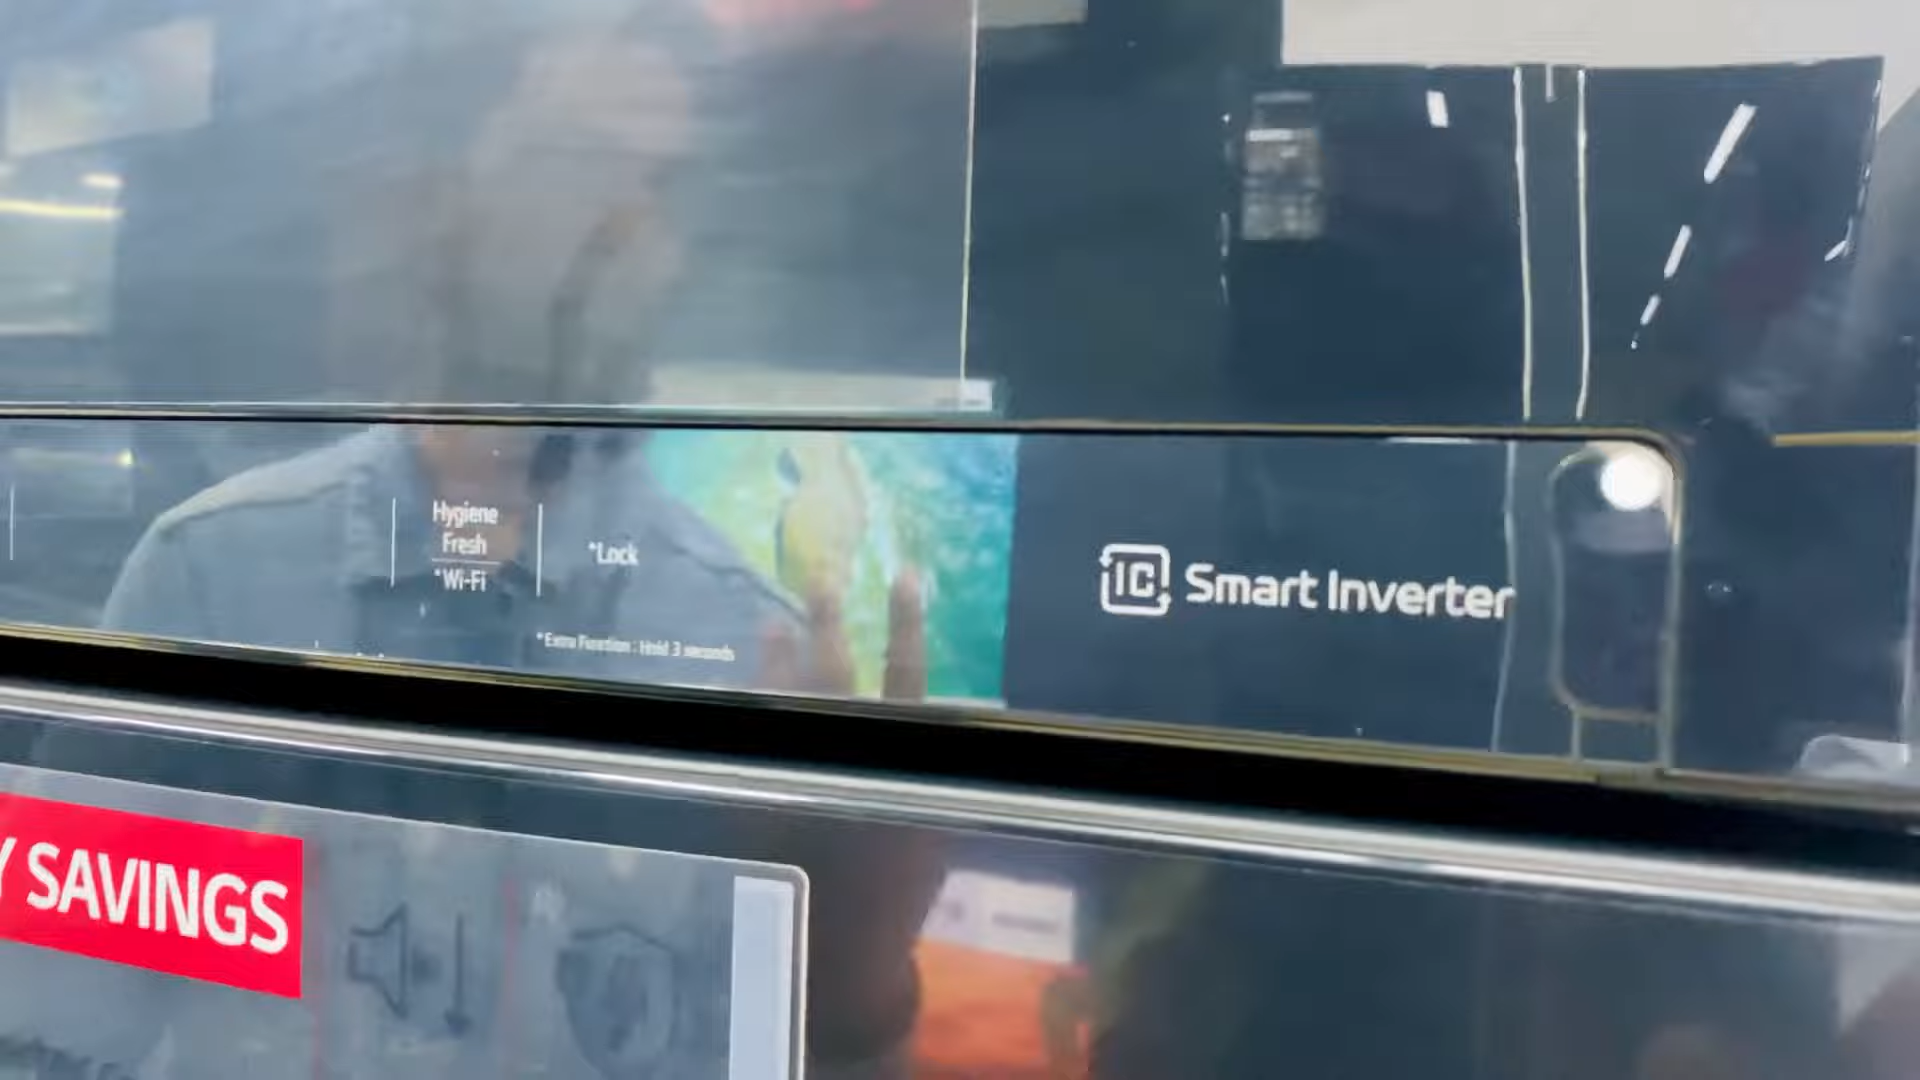 Hygiene
Fresh
*Wi-Fi
*Lock
*Extra Function : Hold 3 seconds
Smart Inverter
Y SAVINGS